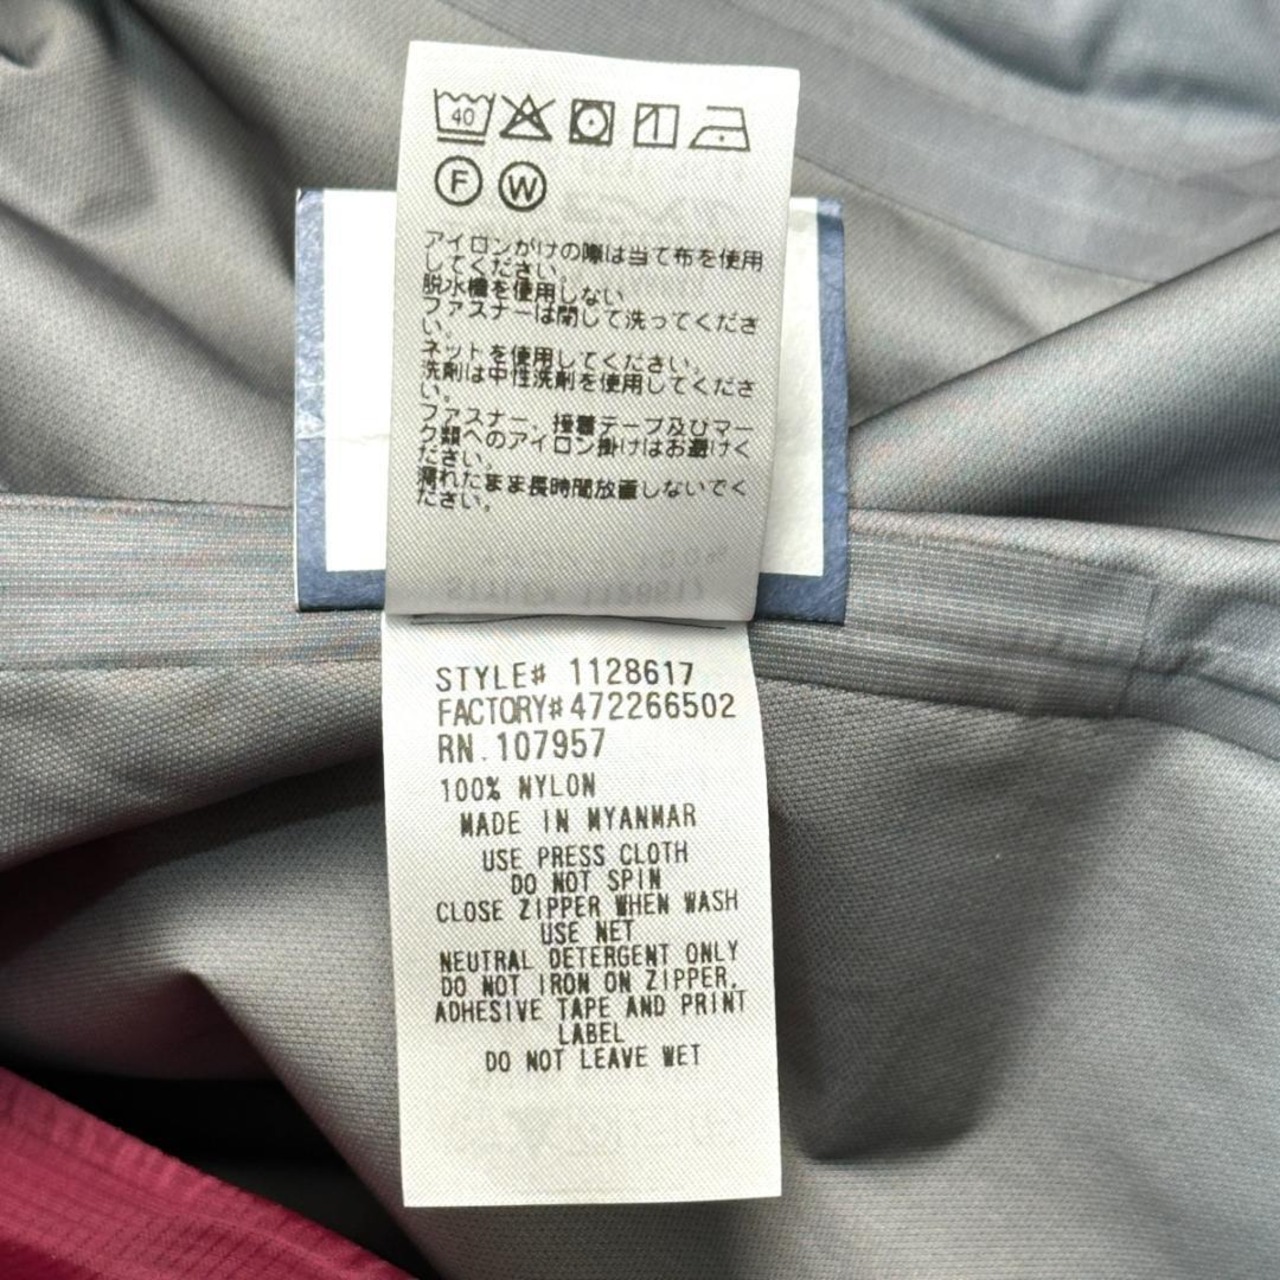 40
F W
アイロンがけの際は当て布を使用
してください。
脱水機を使用しない
ファスナーは閉じて洗ってくださ
い。
ネットを使用してください。
洗剤は中性洗剤を使用してくださ
い。
ファスナー、接着テープ及びマー
ク類へのアイロン掛けはお避けく
ださい。
濡れたまま長時間放置しないでく
ださい。
STYLE# 1128617
FACTORY#472266502
RN.107957
100% NYLON
MADE IN MYANMAR
USE PRESS CLOTH
DO NOT SPIN
CLOSE ZIPPER WHEN WASH
USE NET
NEUTRAL DETERGENT ONLY
DO NOT IRON ON ZIPPER,
ADHESIVE TAPE AND PRINT
LABEL
DO NOT LEAVE WET